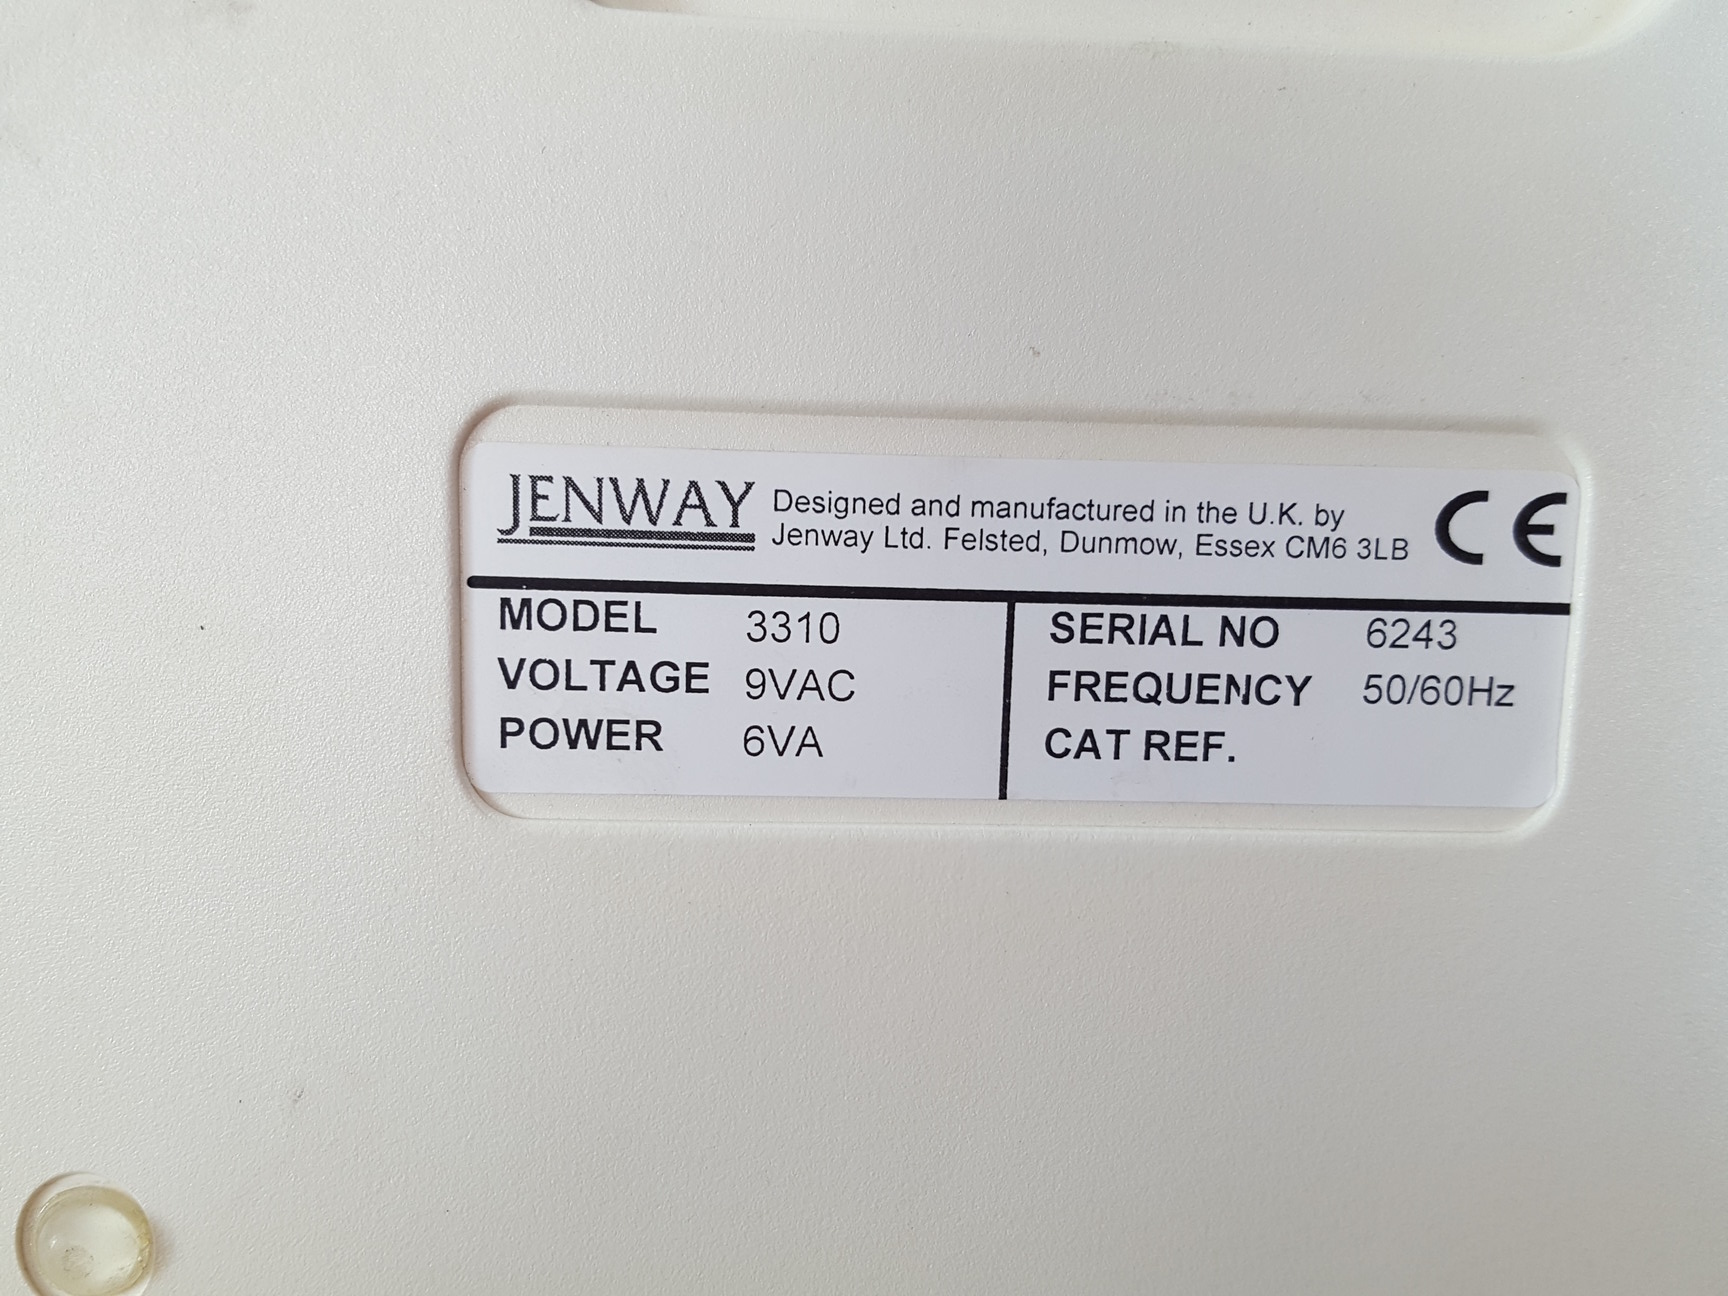 JENWAY
Designed and manufactured in the U.K. by
Jenway Ltd. Felsted, Dunmow, Essex CM6 3LB
CE
MODEL 3310
VOLTAGE 9VAC
POWER 6VA
SERIAL NO 6243
FREQUENCY 50/60Hz
CAT REF.